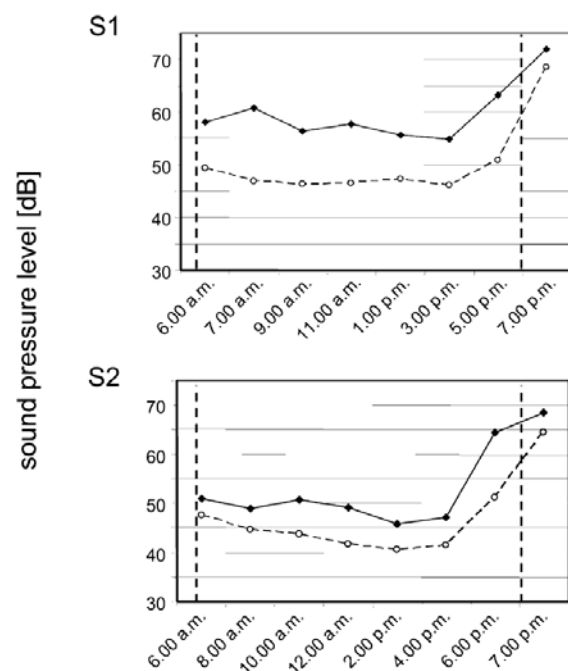 S1
70
60
50
40
30
6.00 a.m.
7.00 a.m.
9.00 a.m.
11.00 a.m.
1.00 p.m.
3.00 p.m.
5.00 p.m.
7.00 p.m.
sound pressure level [dB]
S2
70
60
50
40
30
6.00 a.m.
8.00 a.m.
10.00 a.m.
12.00 a.m.
2.00 p.m.
4.00 p.m.
6.00 p.m.
7.00 p.m.